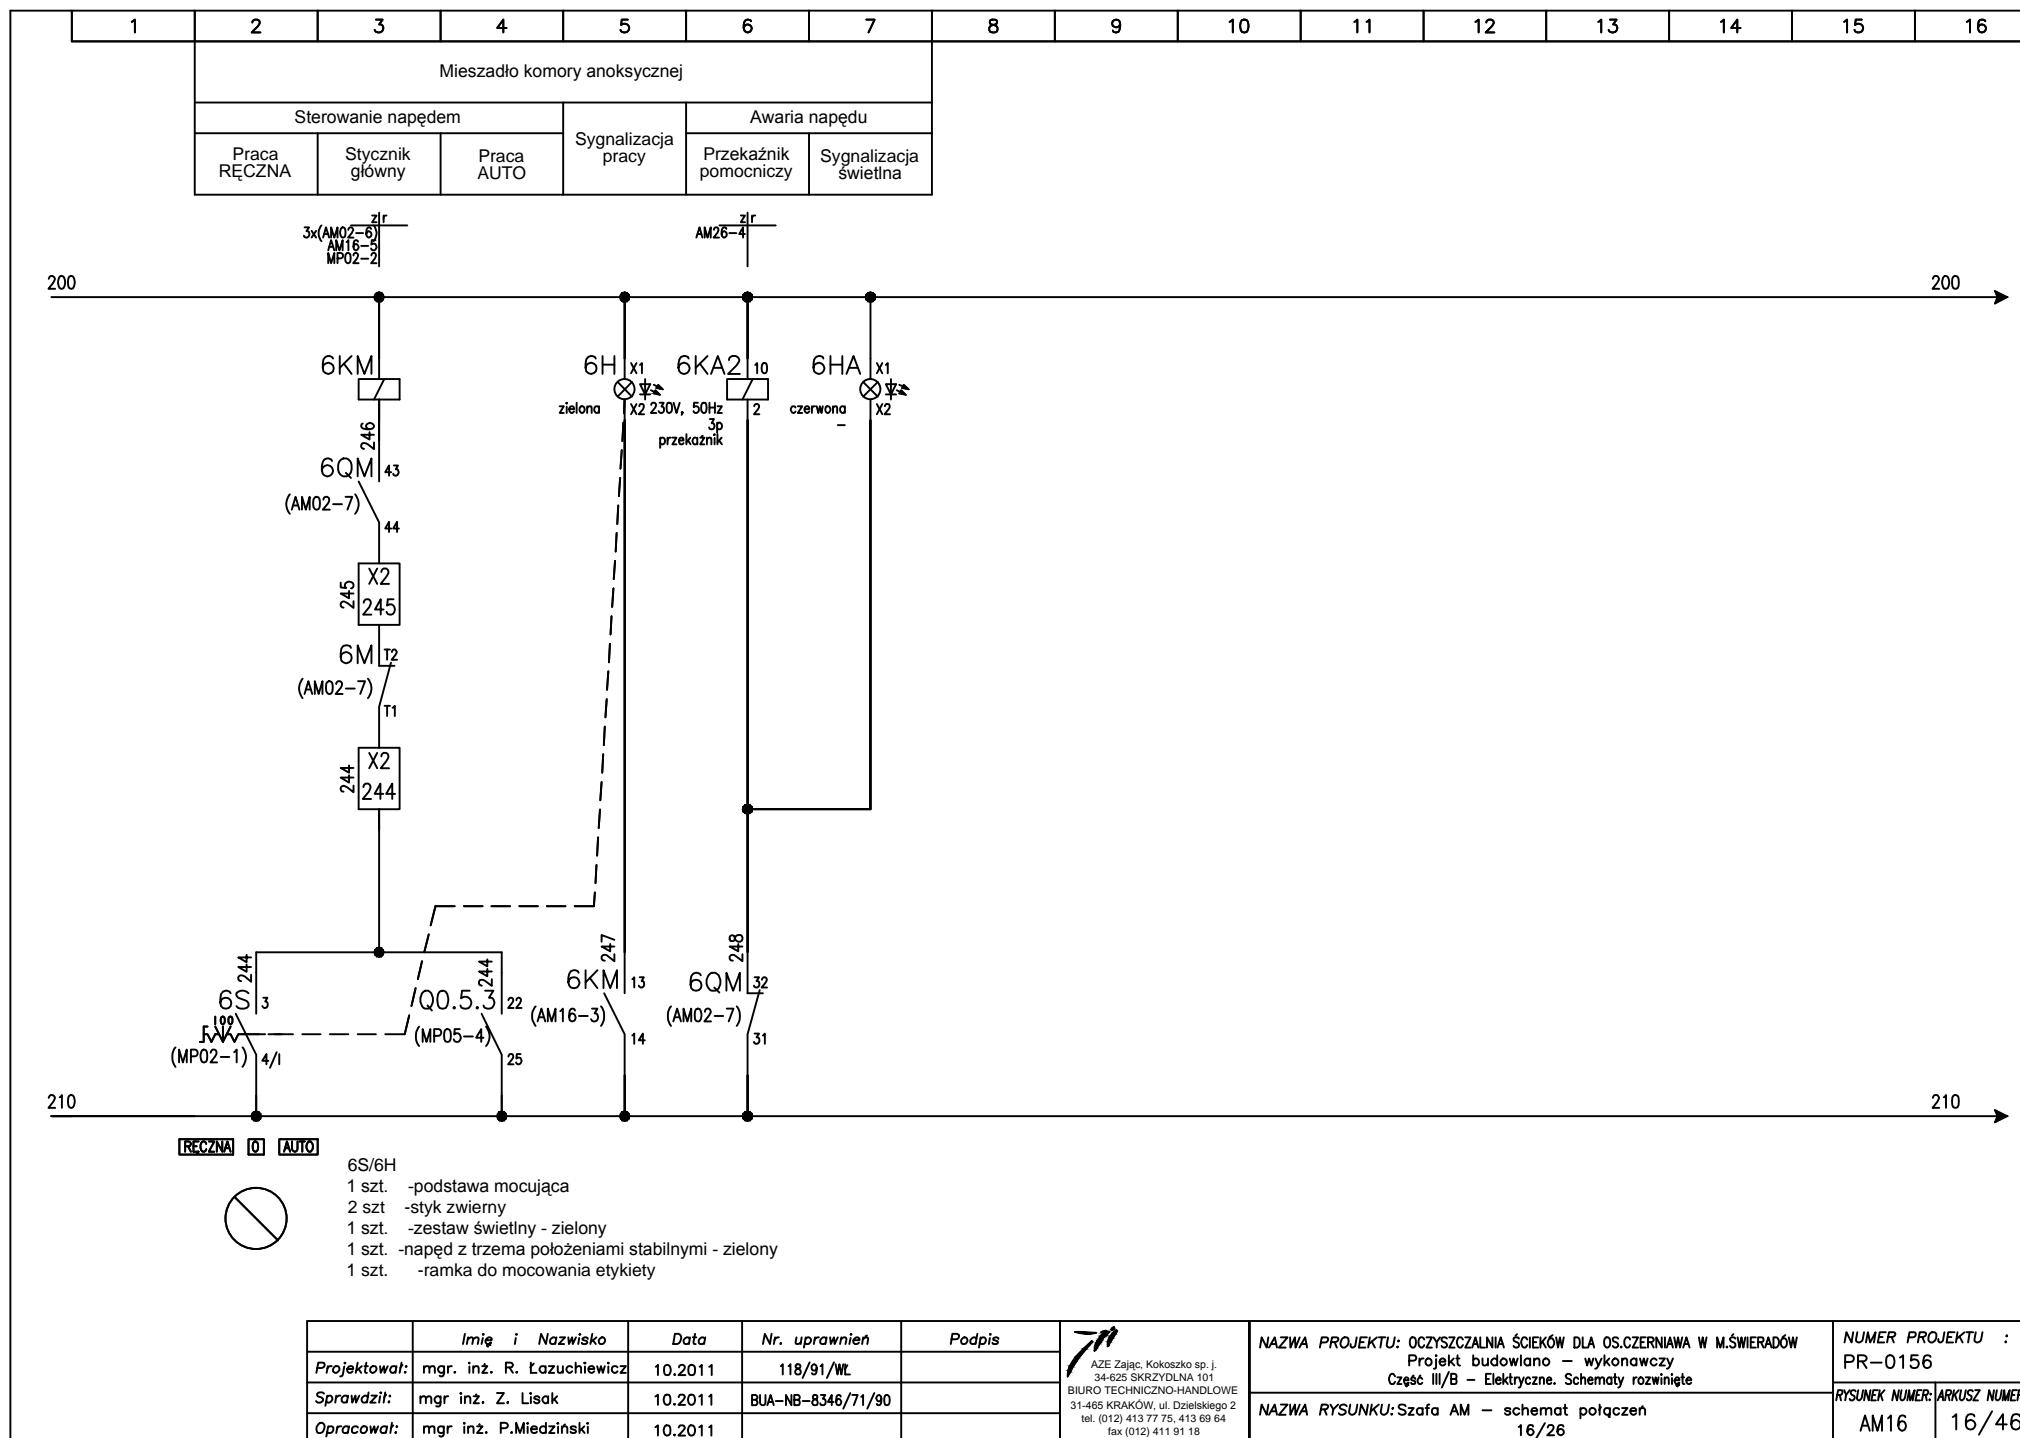 1 2 3 4 5 6 7 8 9 10 11 12 13 14 15 16
Mieszadło komory anoksycznej
Sterowanie napędem
Sygnalizacja
pracy
Awaria napędu
Praca
RĘCZNA
Stycznik
główny
Praca
AUTO
Przekaźnik
pomocniczy
Sygnalizacja
świetlna
z r
3x(AM02-6)
AM16-5
MP02-2
z r
AM26-4
200
200
6KM
6H X1
zielona
X2
6KA2 10
230V, 50Hz
2
3p
przekaźnik
6HA X1
czerwona
X2
–
246
6QM 43
(AM02-7)
44
245
X2
245
6M T2
(AM02-7)
T1
244
X2
244
244
6S 3
100
(MP02-1)
4/I
244
Q0.5.3 22
(MP05-4)
25
247
6KM 13
(AM16-3)
14
248
6QM 32
(AM02-7)
31
210
210
RĘCZNA 0 AUTO
6S/6H
1 szt. -podstawa mocująca
2 szt -styk zwierny
1 szt. -zestaw świetlny - zielony
1 szt. -napęd z trzema położeniami stabilnymi - zielony
1 szt. -ramka do mocowania etykiety
Imię i Nazwisko Data Nr. uprawnień Podpis
Projektował: mgr. inż. R. Łazuchiewicz 10.2011 118/91/WŁ
Sprawdził: mgr inż. Z. Lisak 10.2011 BUA-NB-8346/71/90
Opracował: mgr inż. P.Miedziński 10.2011
AZE Zając, Kokoszko sp. j.
34-625 SKRZYDLNA 101
BIURO TECHNICZNO-HANDLOWE
31-465 KRAKÓW, ul. Dzielskiego 2
tel. (012) 413 77 75, 413 69 64
fax (012) 411 91 18
NAZWA PROJEKTU: OCZYSZCZALNIA ŚCIEKÓW DLA OS.CZERNIAWA W M.ŚWIERADÓW
Projekt budowlano – wykonawczy
Część III/B – Elektryczne. Schematy rozwinięte
NAZWA RYSUNKU: Szafa AM – schemat połączeń
16/26
NUMER PROJEKTU :
PR-0156
RYSUNEK NUMER:
AM16
ARKUSZ NUMER
16/46